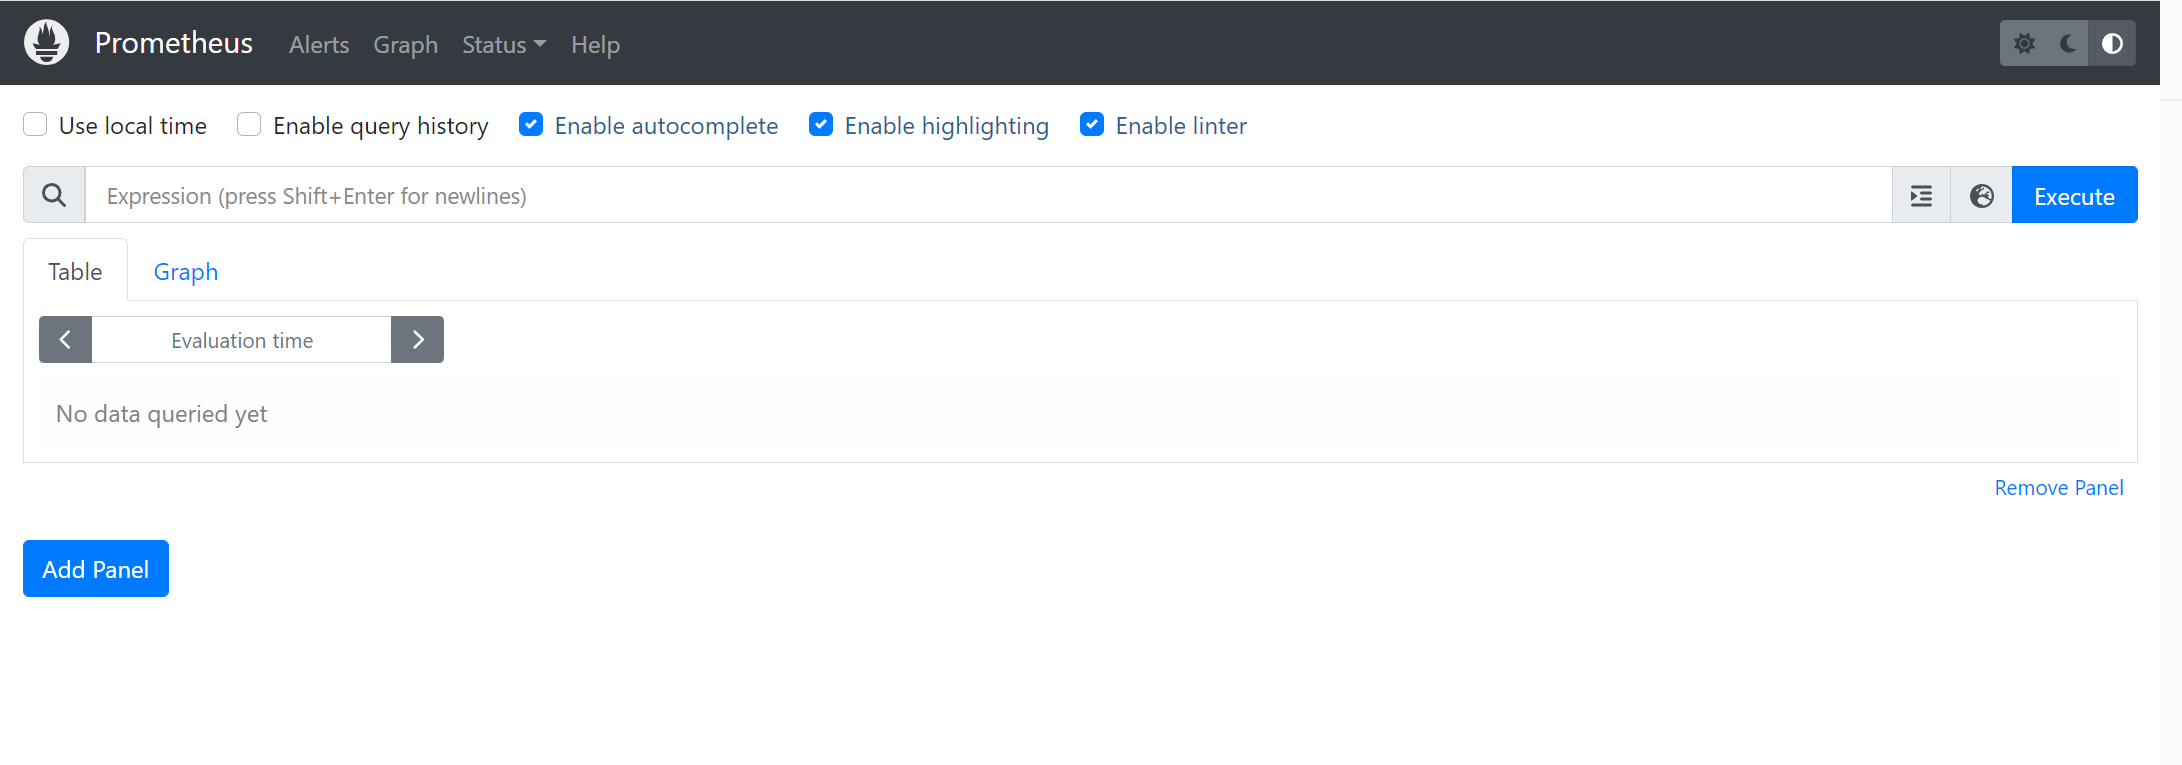 Prometheus Alerts Graph Status Help
Use local time Enable query history Enable autocomplete Enable highlighting Enable linter
Expression (press Shift+Enter for newlines) Execute
Table Graph
Evaluation time
No data queried yet
Remove Panel
Add Panel